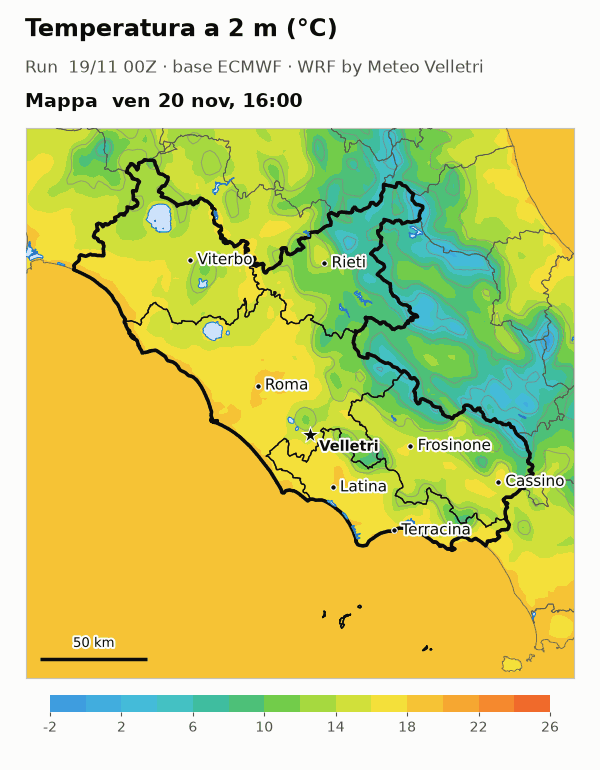 Temperatura a 2 m (°C)
Run 19/11 00Z · base ECMWF · WRF by Meteo Velletri
Mappa ven 20 nov, 16:00
Viterbo
Rieti
Roma
Velletri
Frosinone
Cassino
Latina
Terracina
50 km
-2 2 6 10 14 18 22 26